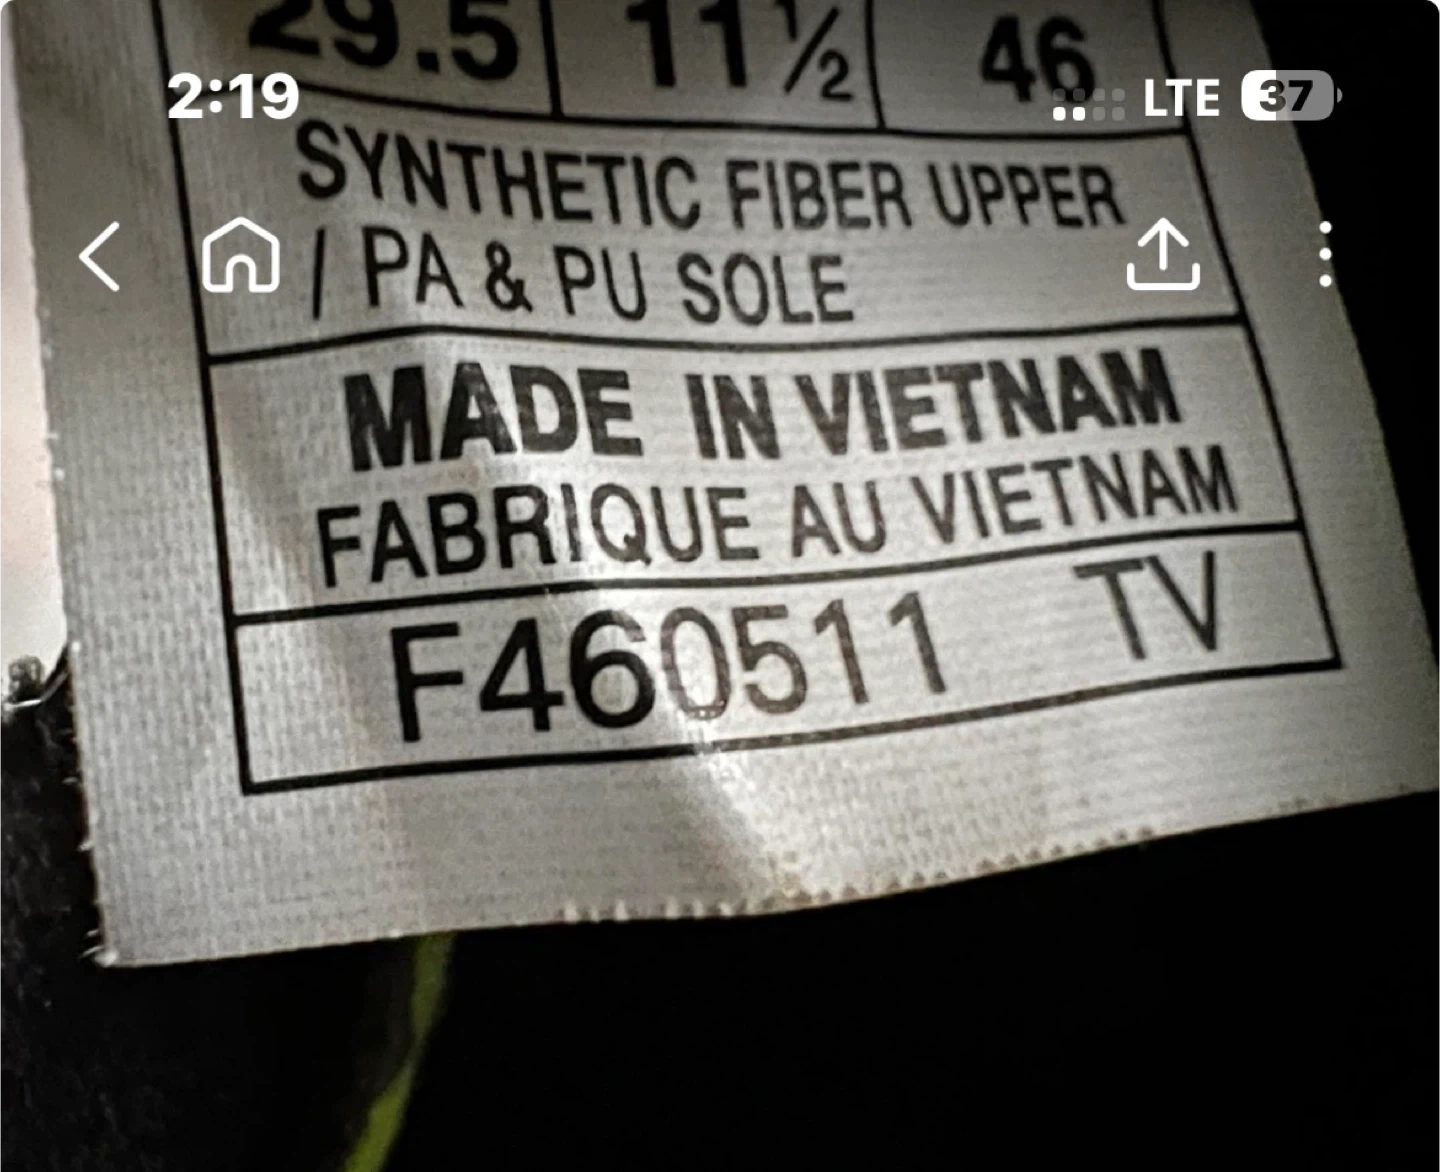 29.5 11½ 46
2:19 LTE 37
SYNTHETIC FIBER UPPER
/ PA & PU SOLE
MADE IN VIETNAM
FABRIQUE AU VIETNAM
F460511 TV